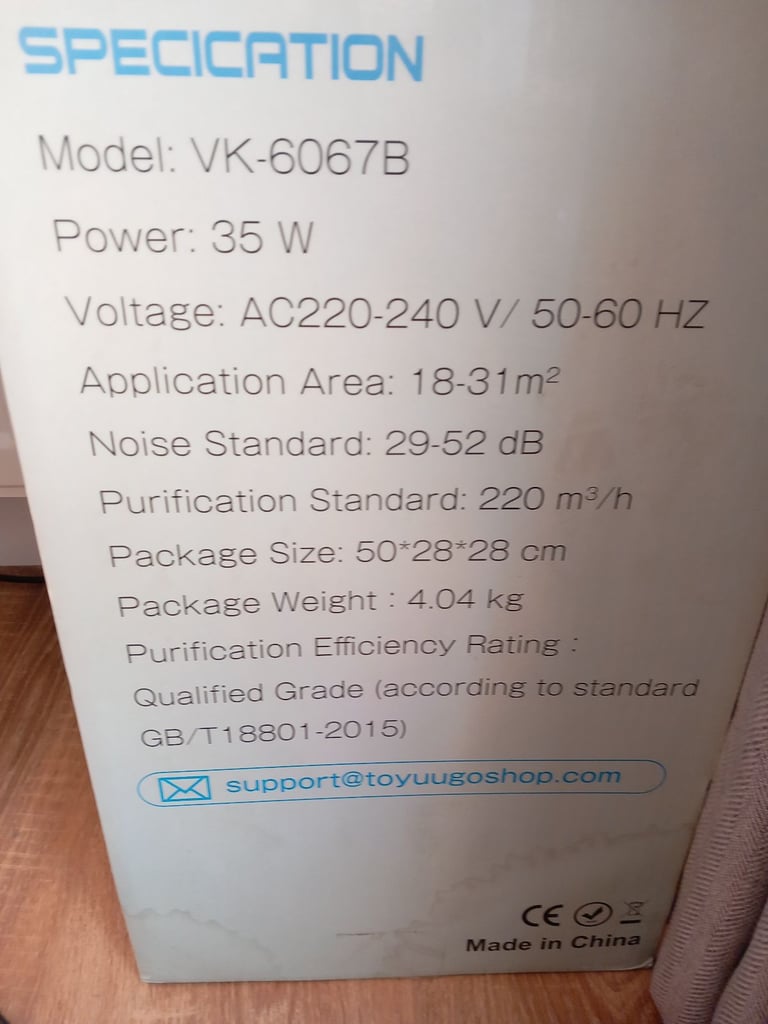 SPECICATION
Model: VK-6067B
Power: 35 W
Voltage: AC220-240 V/ 50-60 HZ
Application Area: 18-31m²
Noise Standard: 29-52 dB
Purification Standard: 220 m³/h
Package Size: 50*28*28 cm
Package Weight : 4.04 kg
Purification Efficiency Rating :
Qualified Grade (according to standard
GB/T18801-2015)
support@toyuugoshop.com
CE
Made in China